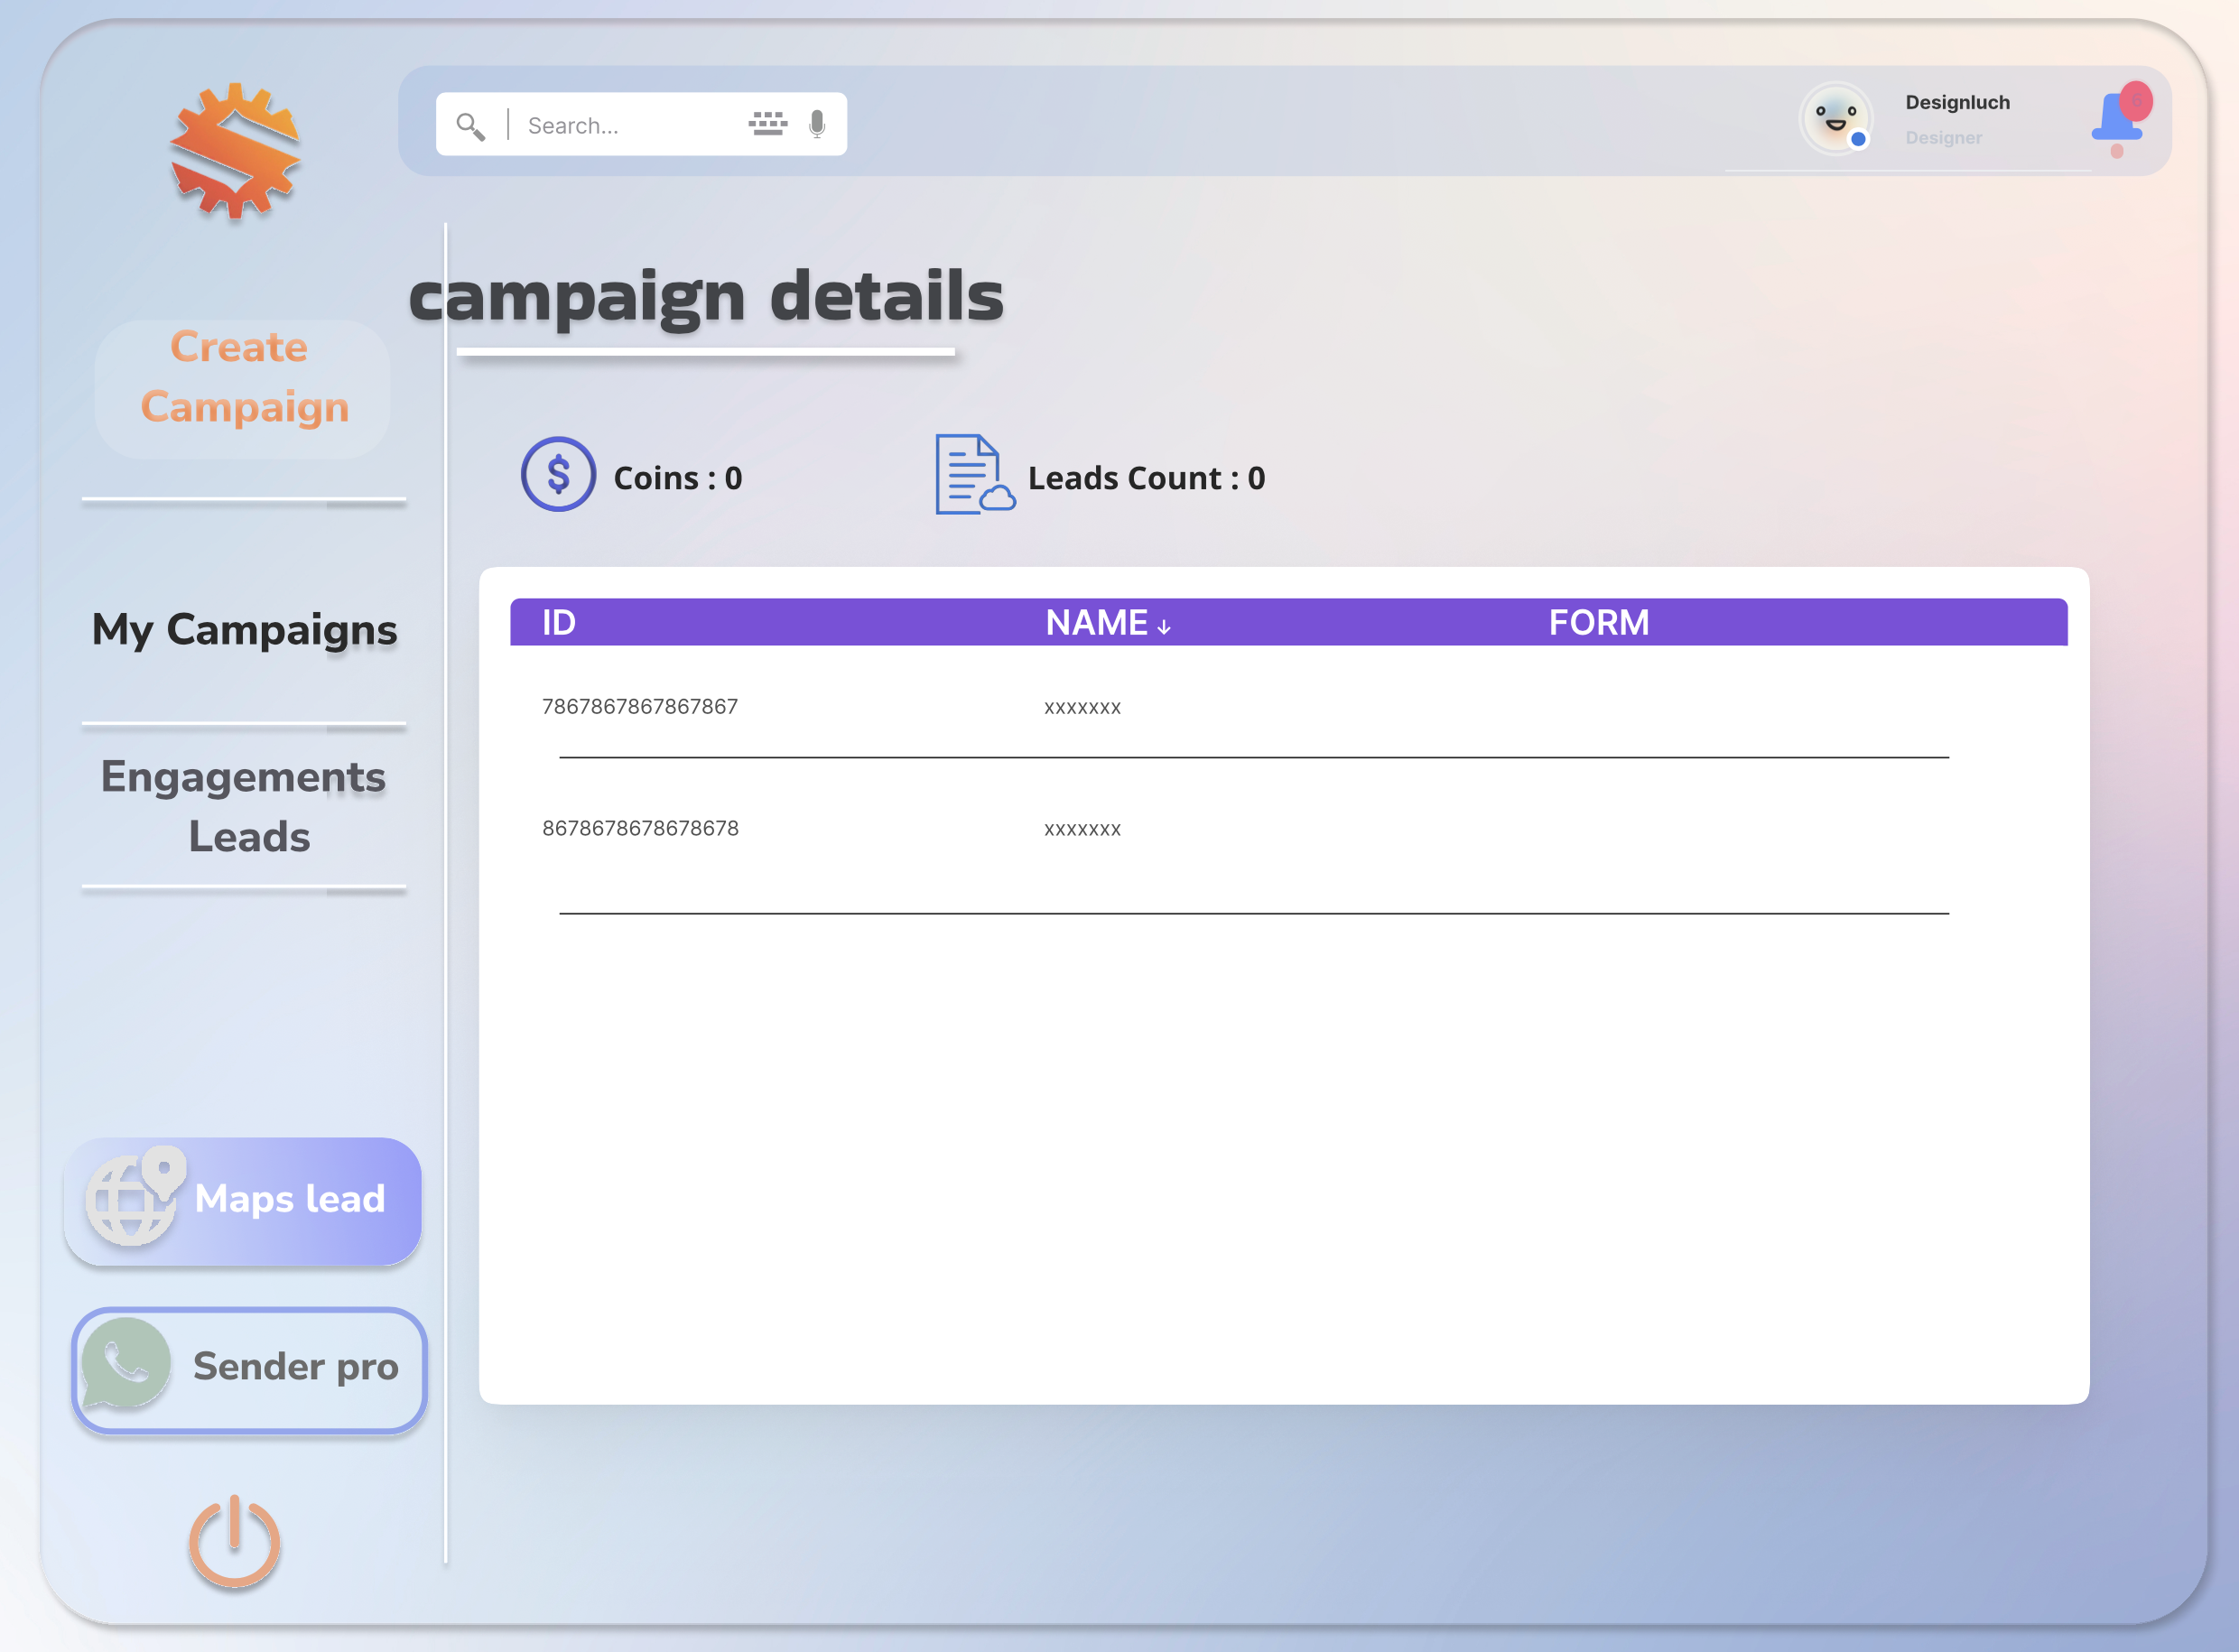 Search...
Designluch
Designer
6
campaign details
Create
Campaign
Coins : 0
Leads Count : 0
My Campaigns
ID NAME ↓ FORM
7867867867867867 xxxxxxx
Engagements
Leads
8678678678678678 xxxxxxx
Maps lead
Sender pro